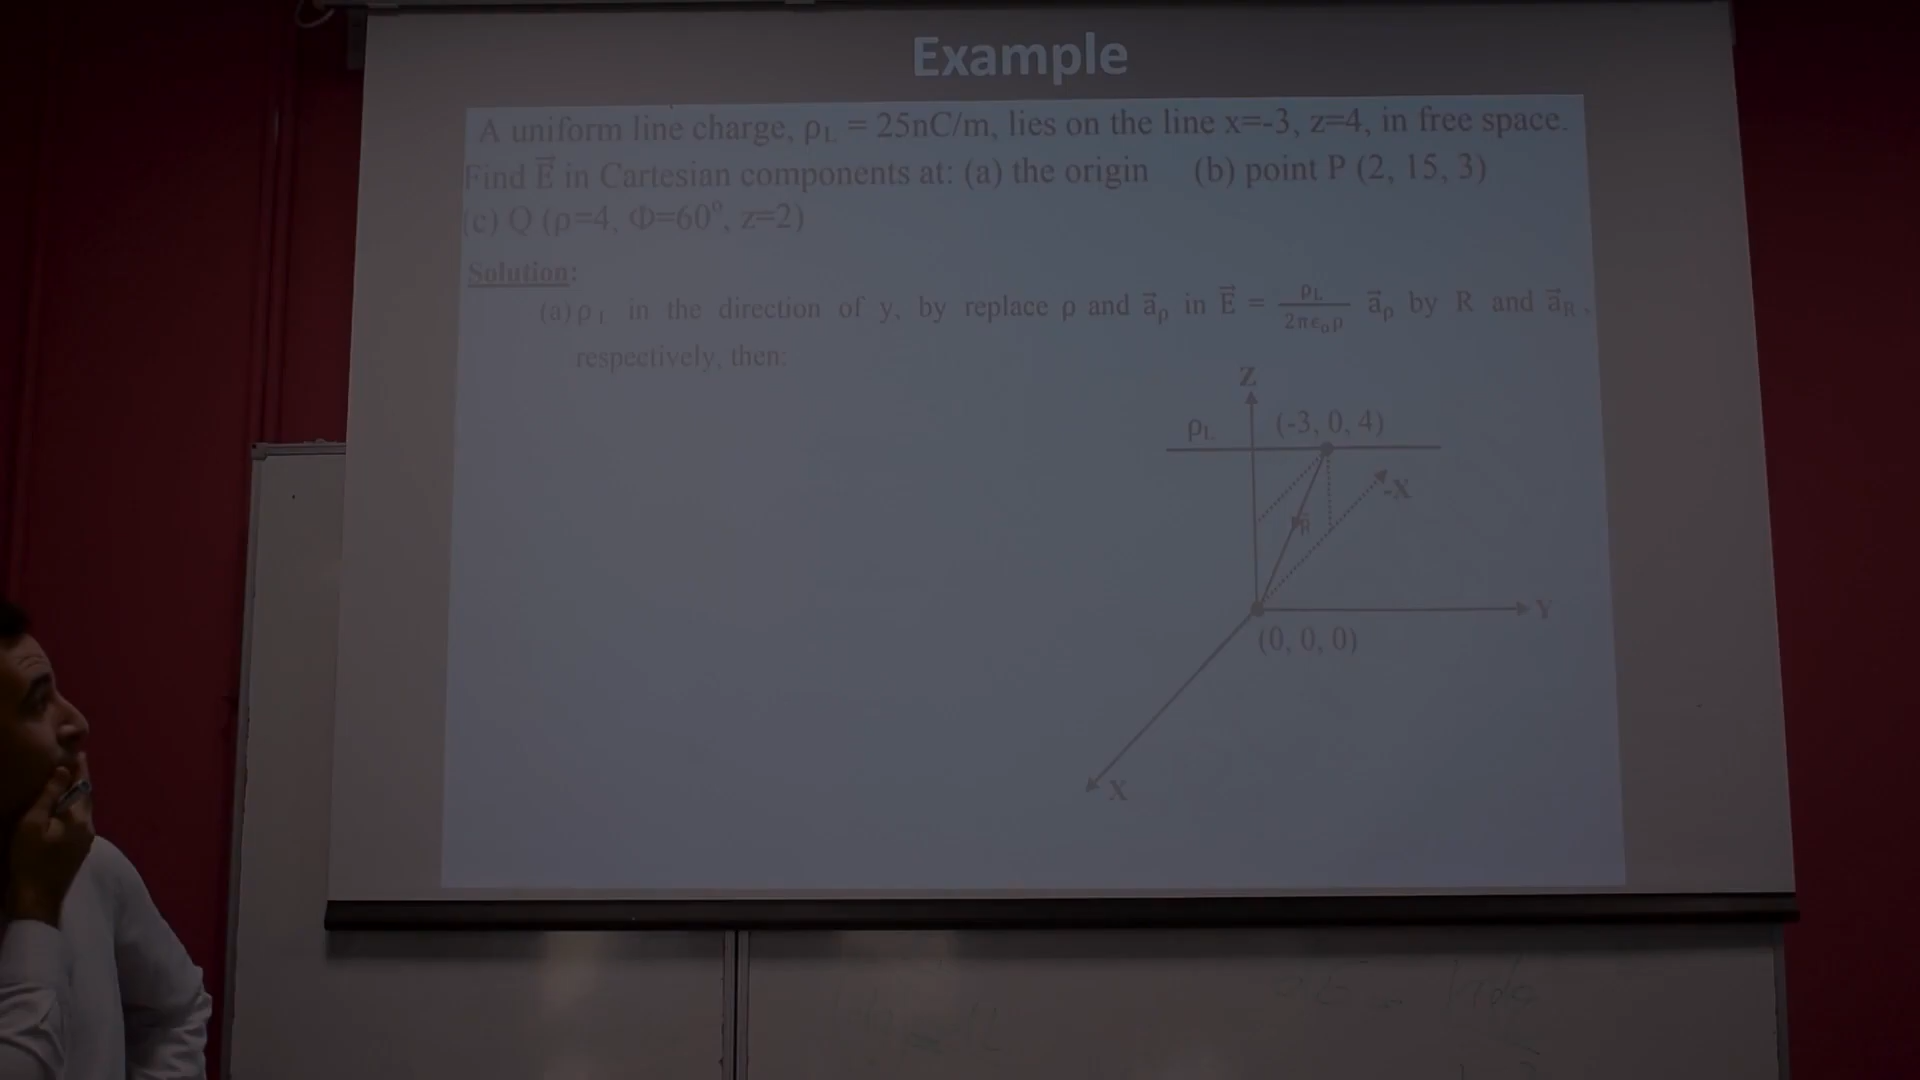 Example
A uniform line charge, ρL = 25nC/m, lies on the line x=-3, z=4, in free space.
Find E⃗ in Cartesian components at: (a) the origin (b) point P (2, 15, 3)
(c) Q (ρ=4, Φ=60°, z=2)
Solution:
(a) ρL in the direction of y, by replace ρ and a⃗ρ in E⃗ = ρL / 2πϵ₀ρ a⃗ρ by R and a⃗R,
respectively, then:
Z
ρL (-3, 0, 4)
-X
R⃗
Y
(0, 0, 0)
X